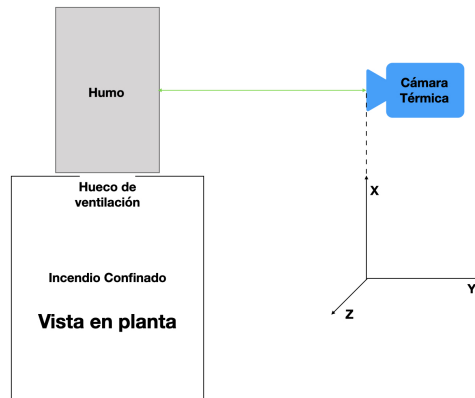 Humo
Cámara
Térmica
Hueco de
ventilación
X
Incendio Confinado
Y
Z
Vista en planta